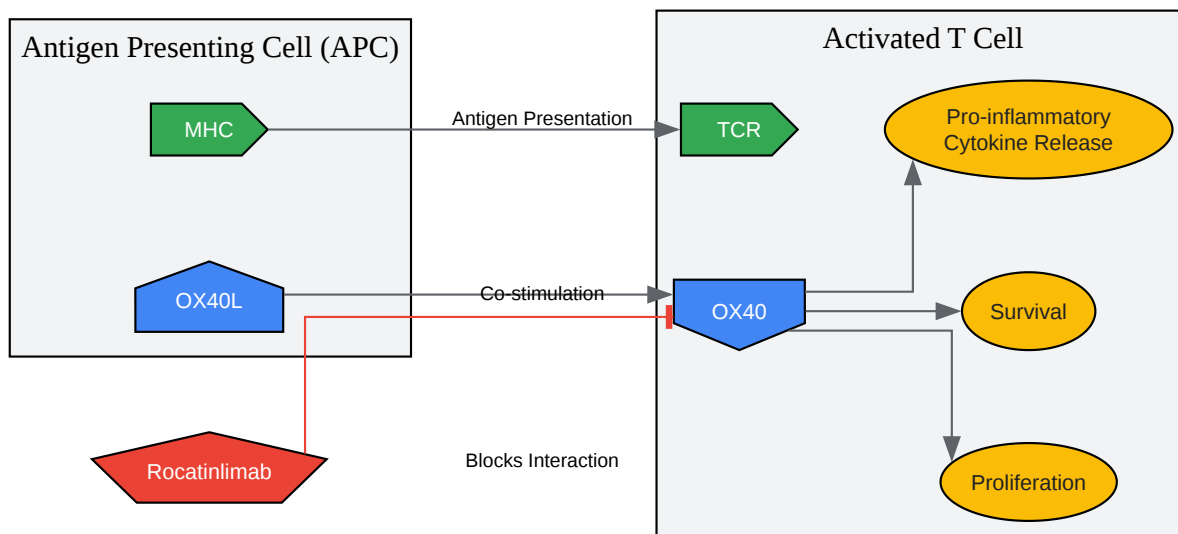 Antigen Presenting Cell (APC)
Activated T Cell
MHC
Antigen Presentation
TCR
Pro-inflammatory
Cytokine Release
OX40L
Co-stimulation
OX40
Survival
Rocatinlimab
Blocks Interaction
Proliferation